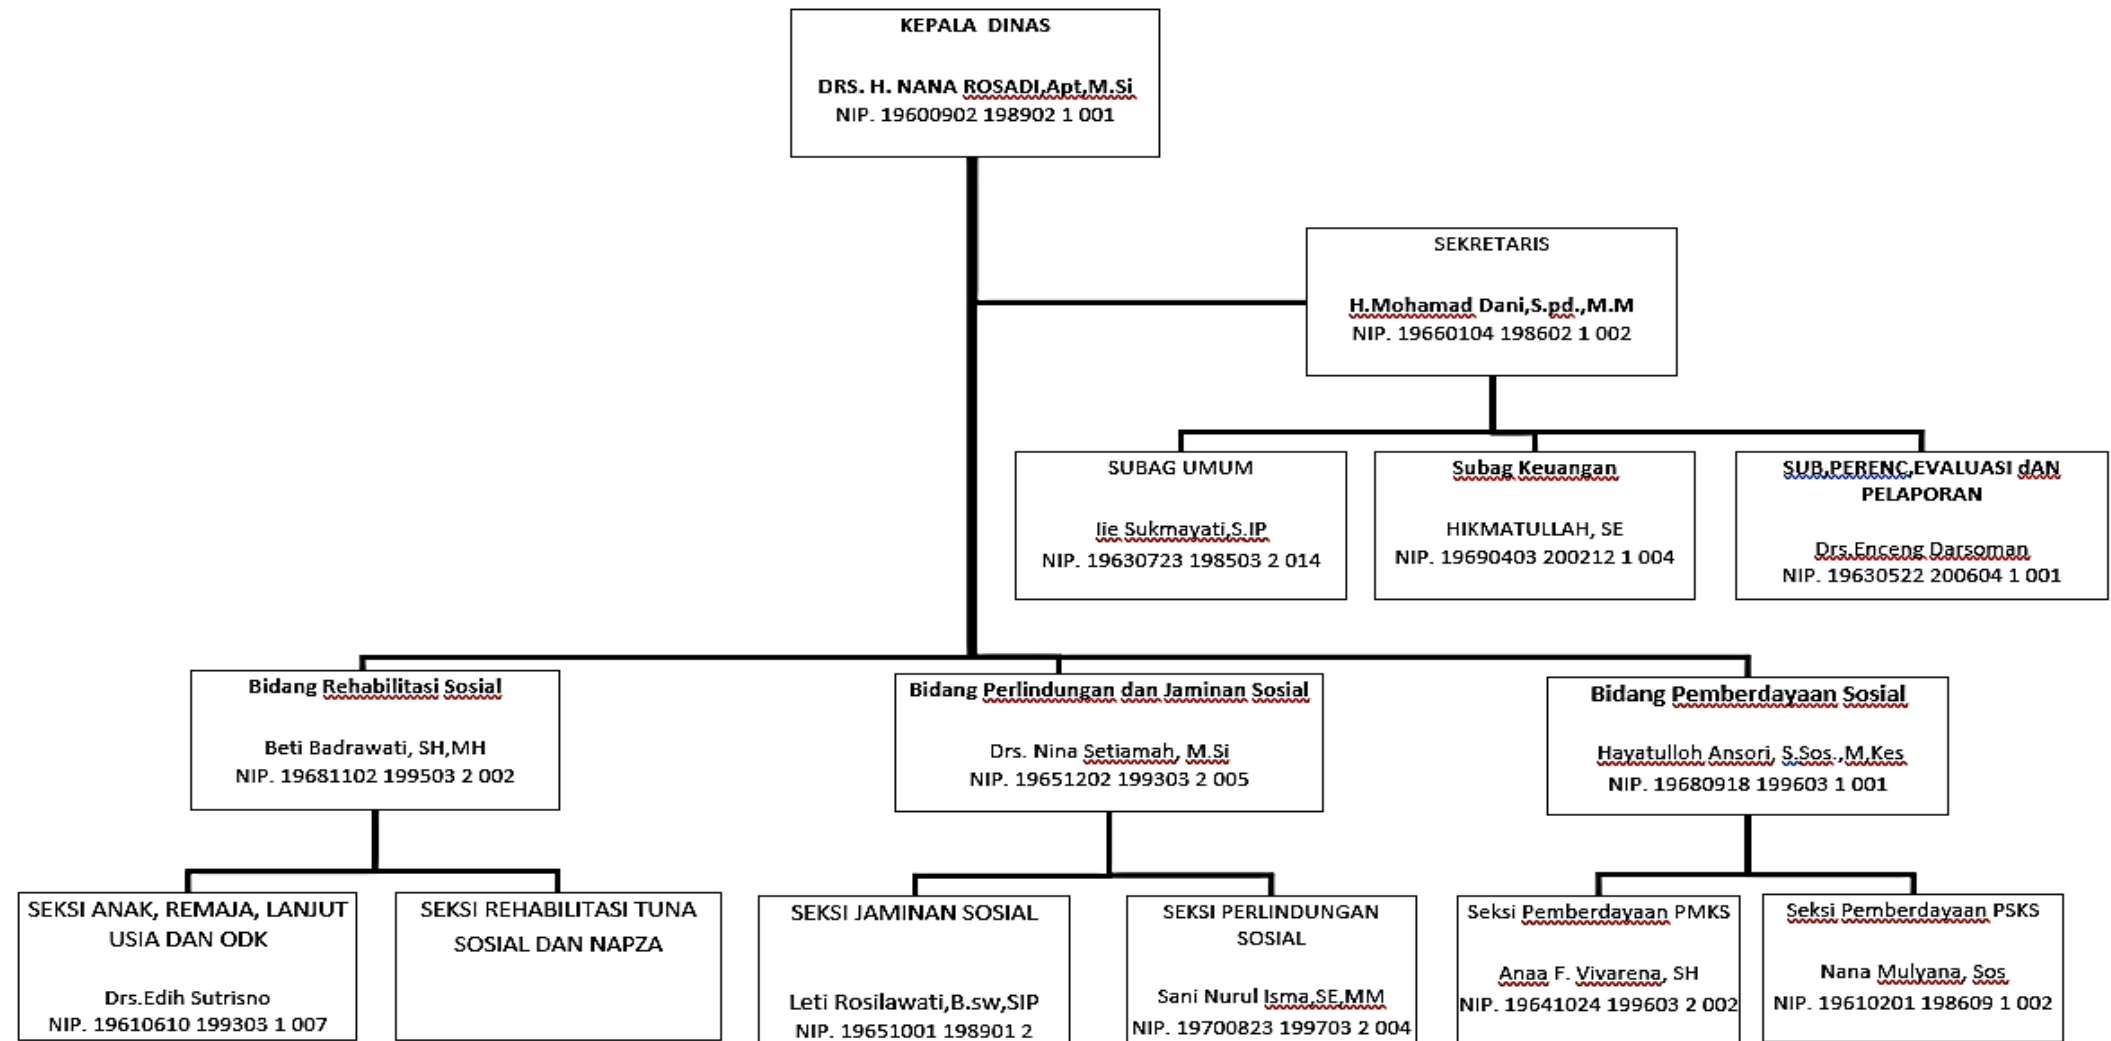 KEPALA DINAS
DRS. H. NANA ROSADI,Apt,M.Si
NIP. 19600902 198902 1 001
SEKRETARIS
H.Mohamad Dani,S.pd.,M.M
NIP. 19660104 198602 1 002
SUBAG UMUM
Iie Sukmayati,S.IP
NIP. 19630723 198503 2 014
Subag Keuangan
HIKMATULLAH, SE
NIP. 19690403 200212 1 004
SUB,PERENC,EVALUASI dAN
PELAPORAN
Drs.Enceng Darsoman
NIP. 19630522 200604 1 001
Bidang Rehabilitasi Sosial
Beti Badrawati, SH,MH
NIP. 19681102 199503 2 002
Bidang Perlindungan dan Jaminan Sosial
Drs. Nina Setiamah, M.Si
NIP. 19651202 199303 2 005
Bidang Pemberdayaan Sosial
Hayatulloh Ansori, S.Sos.,M,Kes
NIP. 19680918 199603 1 001
SEKSI ANAK, REMAJA, LANJUT
USIA DAN ODK
Drs.Edih Sutrisno
NIP. 19610610 199303 1 007
SEKSI REHABILITASI TUNA
SOSIAL DAN NAPZA
SEKSI JAMINAN SOSIAL
Leti Rosilawati,B.sw,SIP
NIP. 19651001 198901 2
SEKSI PERLINDUNGAN
SOSIAL
Sani Nurul Isma,SE,MM
NIP. 19700823 199703 2 004
Seksi Pemberdayaan PMKS
Anaa F. Vivarena, SH
NIP. 19641024 199603 2 002
Seksi Pemberdayaan PSKS
Nana Mulyana, Sos
NIP. 19610201 198609 1 002